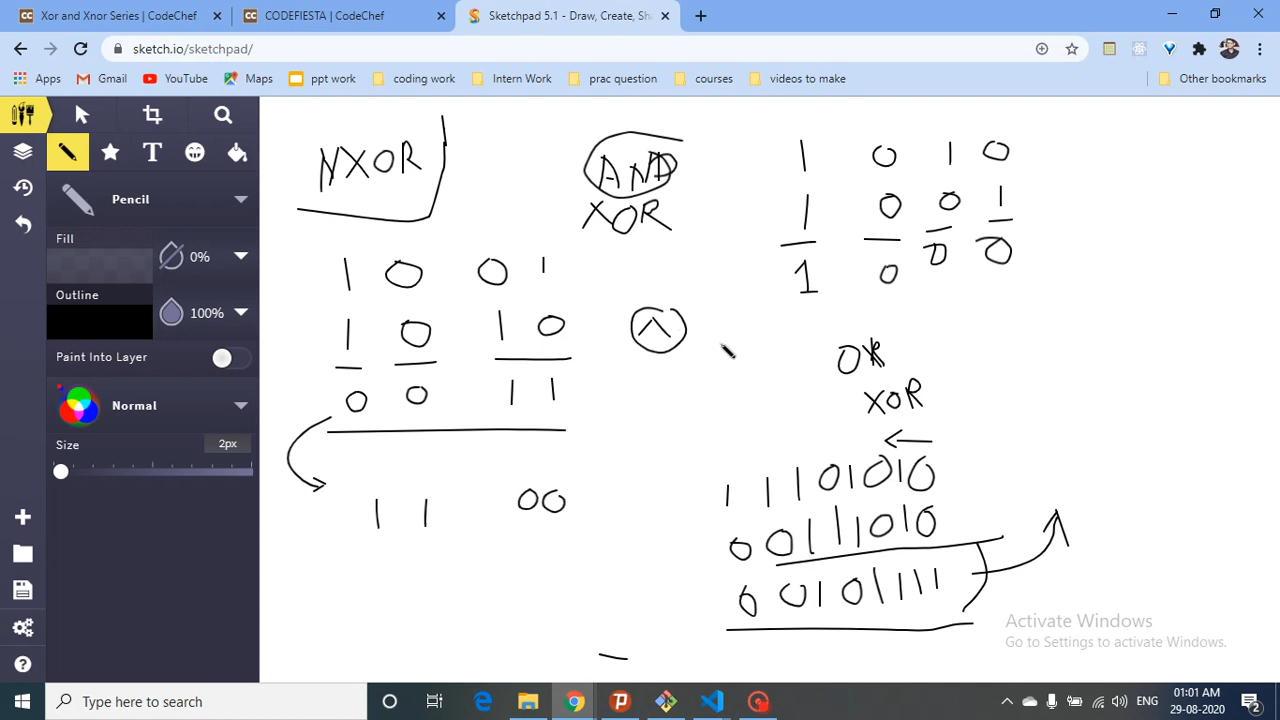 Xor and Xnor Series | CodeChef
CODEFIESTA | CodeChef
Sketchpad 5.1 - Draw, Create, Sh
sketch.io/sketchpad/
Apps
Gmail
YouTube
Maps
ppt work
coding work
Intern Work
prac question
courses
videos to make
Other bookmarks
Pencil
Fill
0%
Outline
100%
Paint Into Layer
Normal
Size
2px
NXOR
AND
XOR
1 0 0 1
1 0 1 0
0 0 1 1
1 1 0 0
^
1 0 1 0
1 0 0 1
1 0 0 0
OR
XOR
←
1 1 1 0 1 0 1 0
0 0 1 1 1 0 1 0
0 0 1 0 1 1 1 1
Activate Windows
Go to Settings to activate Windows.
Type here to search
ENG
01:01 AM
29-08-2020
2